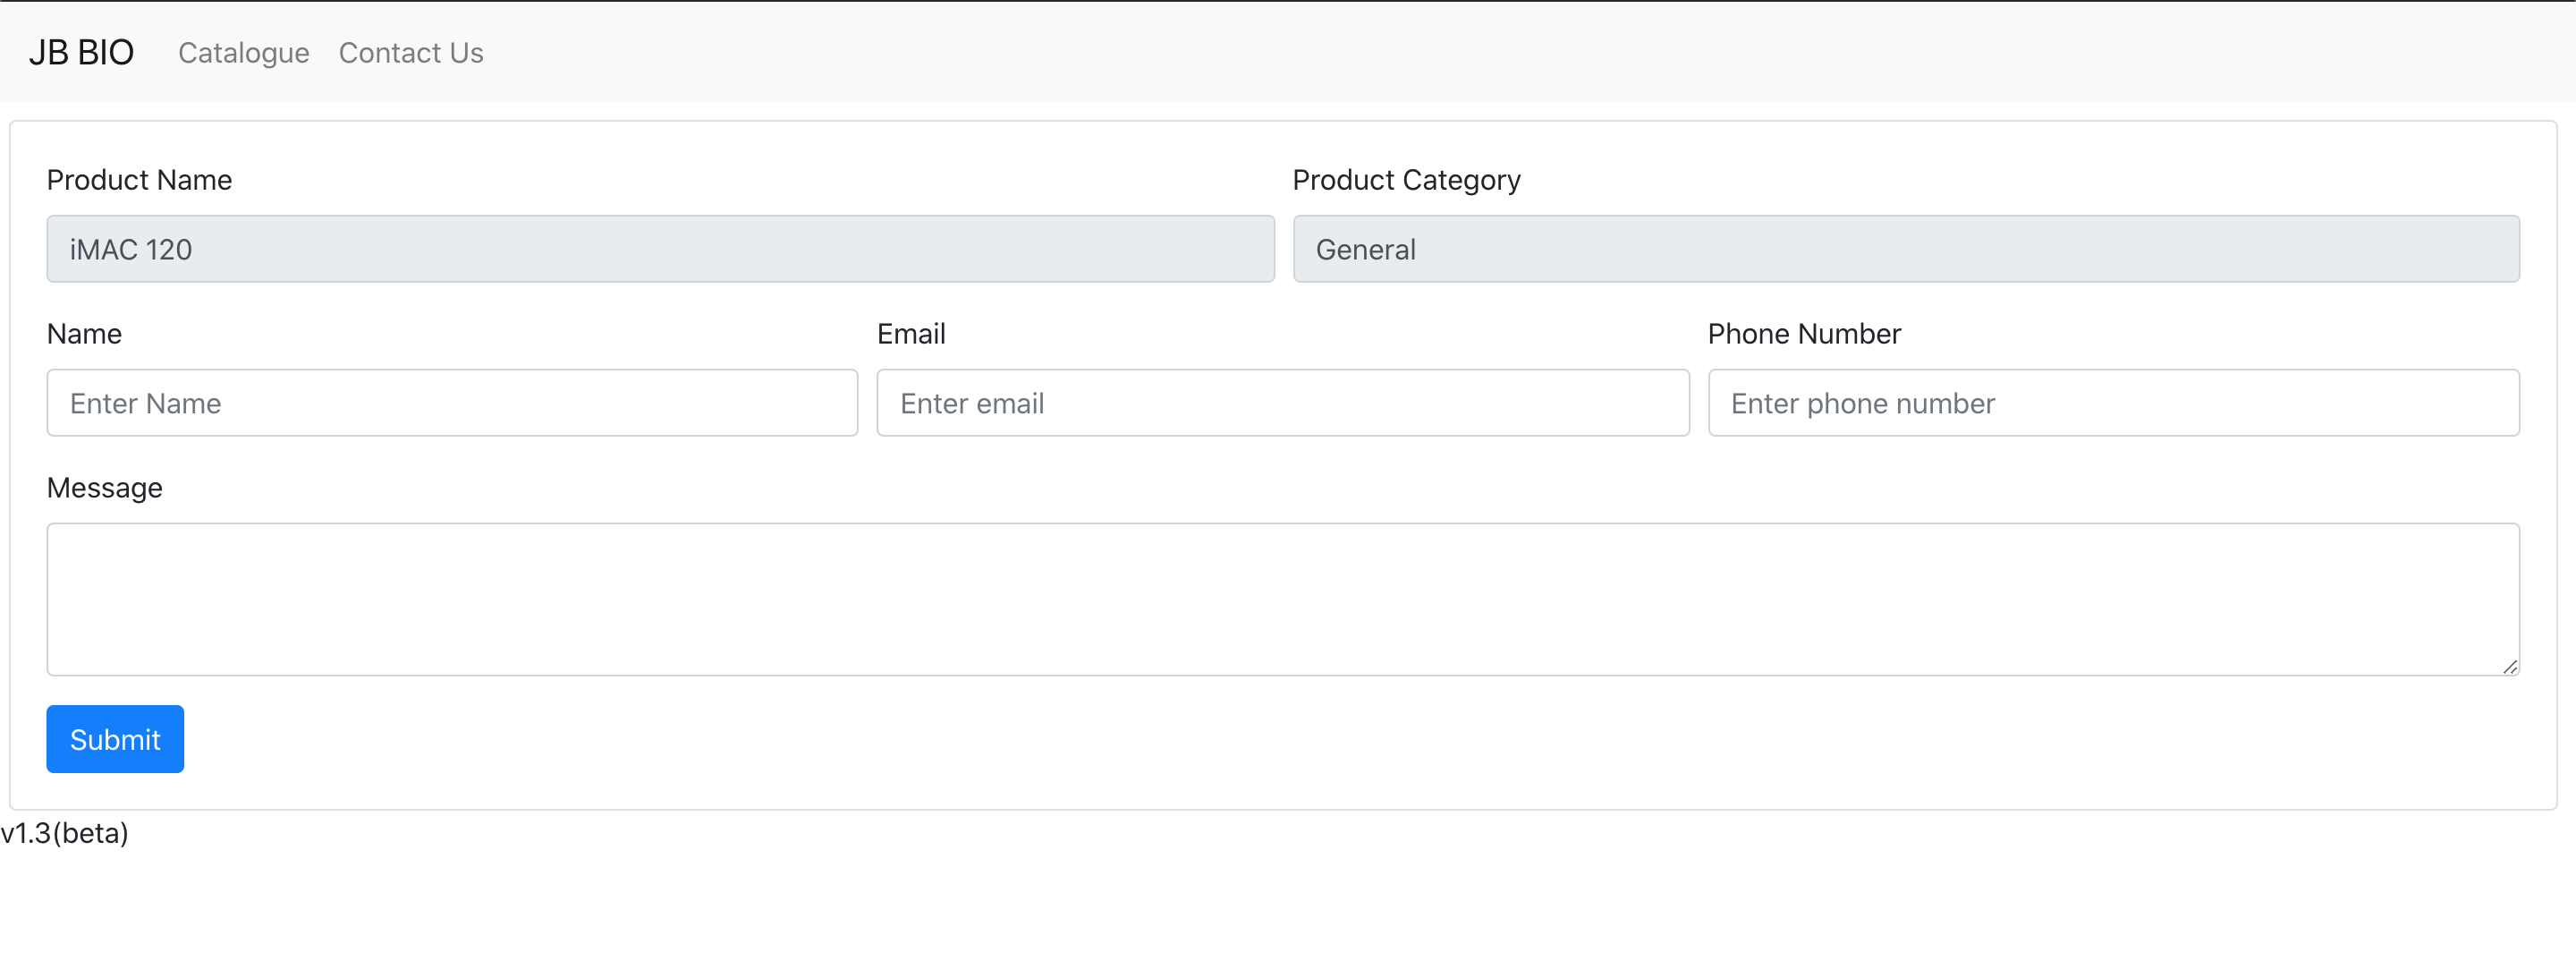 JB BIO Catalogue Contact Us
Product Name Product Category
iMAC 120 General
Name Email Phone Number
Enter Name Enter email Enter phone number
Message
Submit
v1.3(beta)